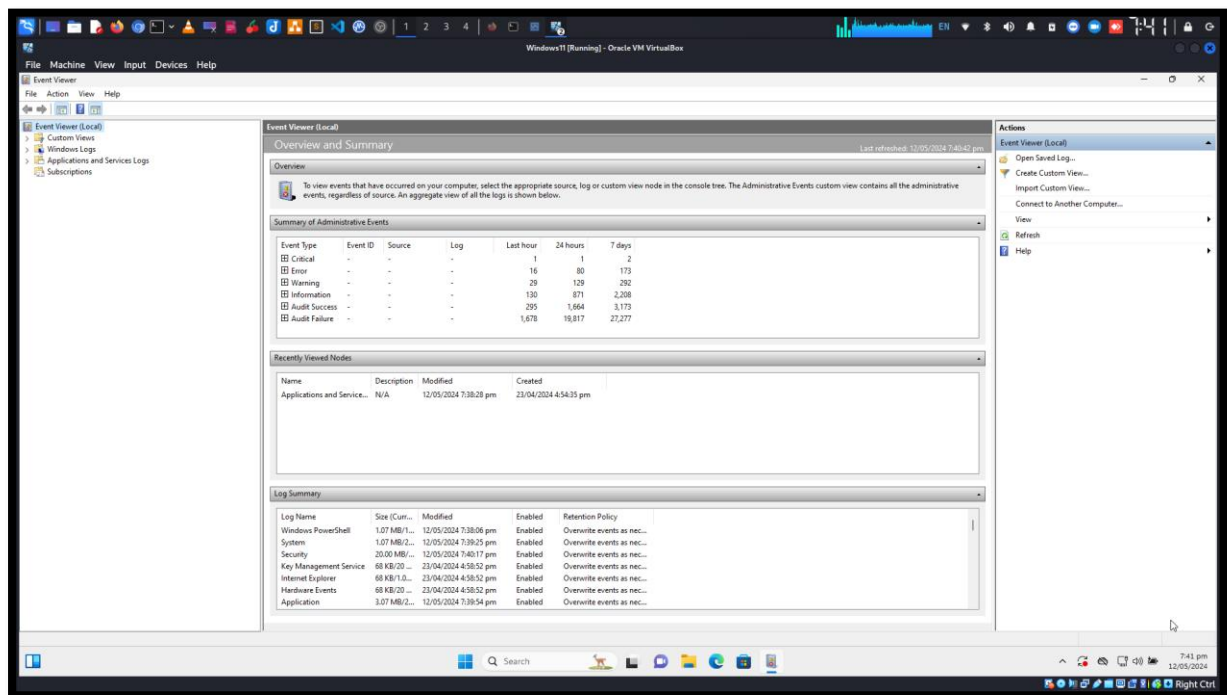 1 2 3 4 EN 7:41
Windows11 [Running] - Oracle VM VirtualBox
File Machine View Input Devices Help
Event Viewer
File Action View Help
Event Viewer (Local)
Custom Views
Windows Logs
Applications and Services Logs
Subscriptions
Event Viewer (Local)
Overview and Summary Last refreshed: 12/05/2024 7:40:42 pm
Overview
To view events that have occurred on your computer, select the appropriate source, log or custom view node in the console tree. The Administrative Events custom view contains all the administrative
events, regardless of source. An aggregate view of all the logs is shown below.
Summary of Administrative Events
Event Type Event ID Source Log Last hour 24 hours 7 days
Critical - - - 1 1 2
Error - - - 16 80 173
Warning - - - 29 129 292
Information - - - 130 871 2,208
Audit Success - - - 295 1,664 3,173
Audit Failure - - - 1,678 19,817 27,277
Recently Viewed Nodes
Name Description Modified Created
Applications and Service... N/A 12/05/2024 7:38:28 pm 23/04/2024 4:54:35 pm
Log Summary
Log Name Size (Curr... Modified Enabled Retention Policy
Windows PowerShell 1.07 MB/1... 12/05/2024 7:38:06 pm Enabled Overwrite events as nec...
System 1.07 MB/2... 12/05/2024 7:39:25 pm Enabled Overwrite events as nec...
Security 20.00 MB/... 12/05/2024 7:40:17 pm Enabled Overwrite events as nec...
Key Management Service 68 KB/20 ... 23/04/2024 4:58:52 pm Enabled Overwrite events as nec...
Internet Explorer 68 KB/1.0... 23/04/2024 4:58:52 pm Enabled Overwrite events as nec...
Hardware Events 68 KB/20 ... 23/04/2024 4:58:52 pm Enabled Overwrite events as nec...
Application 3.07 MB/2... 12/05/2024 7:39:54 pm Enabled Overwrite events as nec...
Actions
Event Viewer (Local)
Open Saved Log...
Create Custom View...
Import Custom View...
Connect to Another Computer...
View
Refresh
Help
Search
7:41 pm
12/05/2024
Right Ctrl